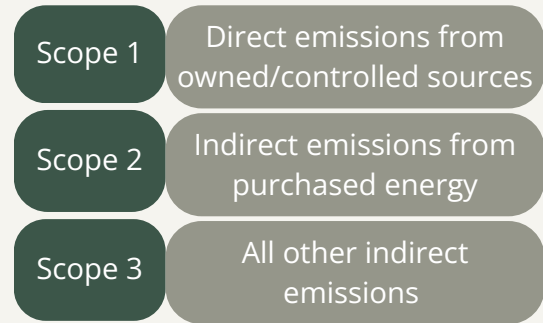 Scope 1
Direct emissions from
owned/controlled sources
Scope 2
Indirect emissions from
purchased energy
Scope 3
All other indirect
emissions